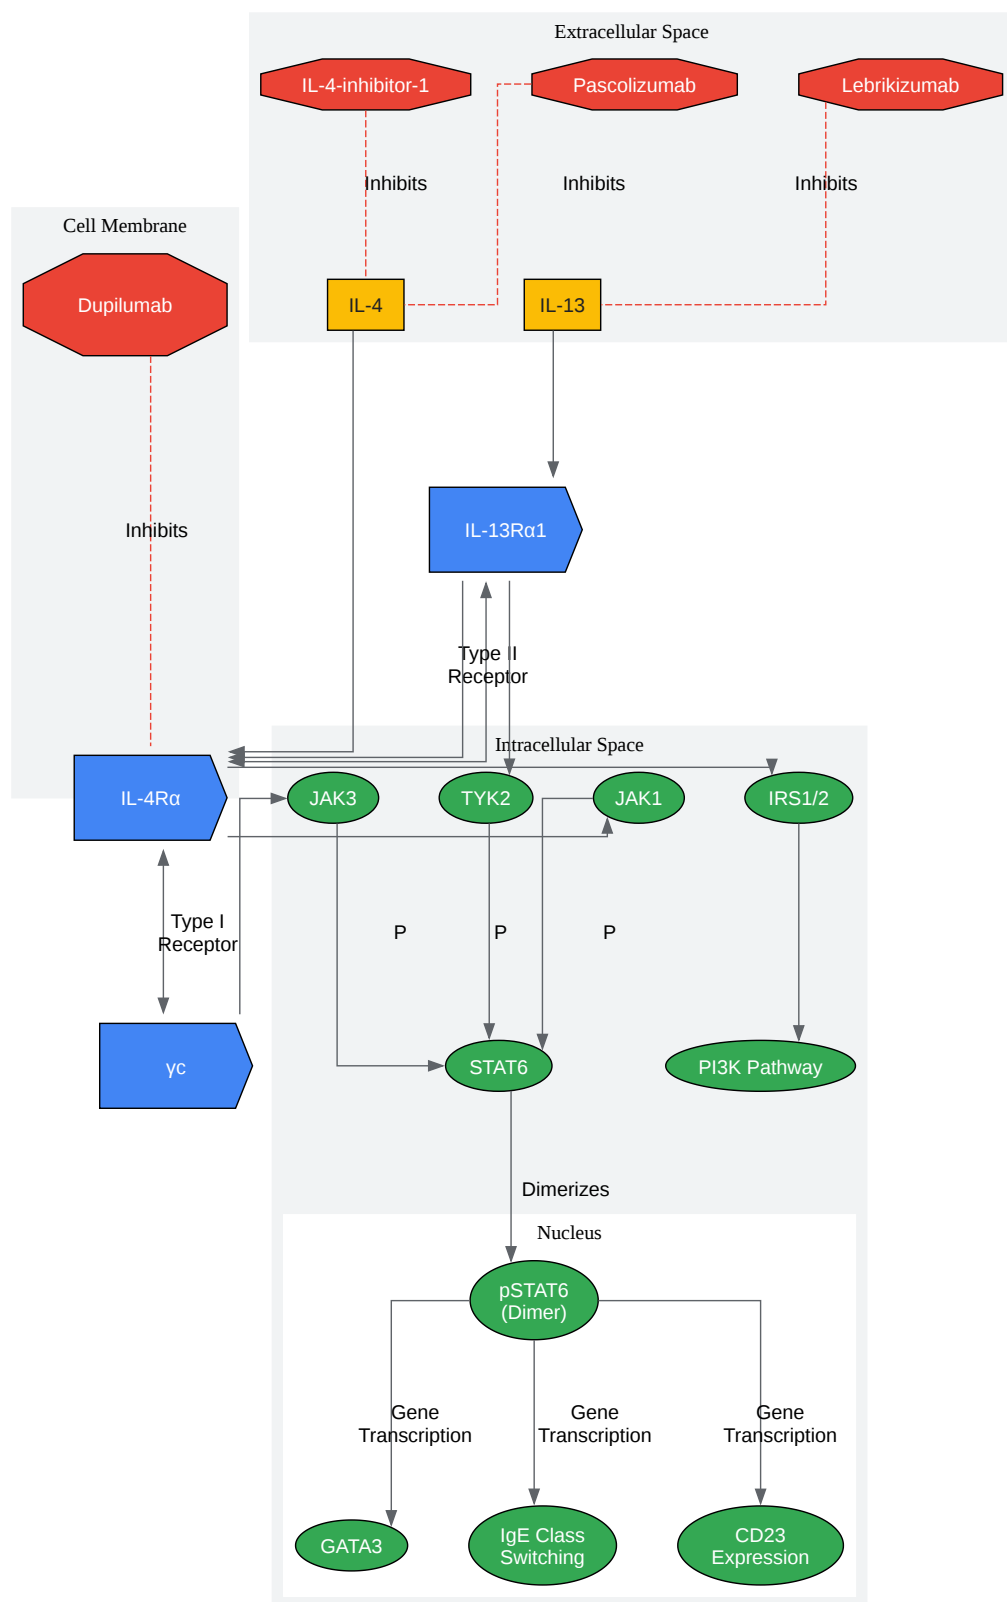 Extracellular Space
IL-4-inhibitor-1
Pascolizumab
Lebrikizumab
Inhibits
Inhibits
Inhibits
Cell Membrane
Dupilumab
IL-4
IL-13
Inhibits
IL-13Rα1
Type II
Receptor
Intracellular Space
IL-4Rα
JAK3
TYK2
JAK1
IRS1/2
Type I
Receptor
P
P
P
γc
STAT6
PI3K Pathway
Dimerizes
Nucleus
pSTAT6
(Dimer)
Gene
Transcription
Gene
Transcription
Gene
Transcription
GATA3
IgE Class
Switching
CD23
Expression